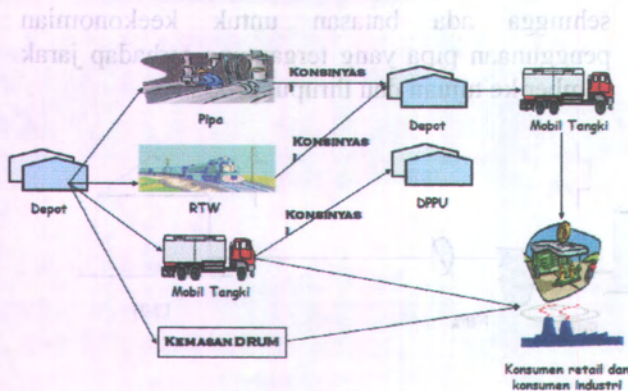 sehingga ada batasan untuk keekonomian
penggunaan pipa yang terhadap jarak
KONSINYAS
I
Pipa
Depot
Mobil Tangki
KONSINYAS
I
Depot
RTW
KONSINYAS
I
DPPU
Mobil Tangki
KEMASAN DRUM
Konsumen retail dan
konsumen industri